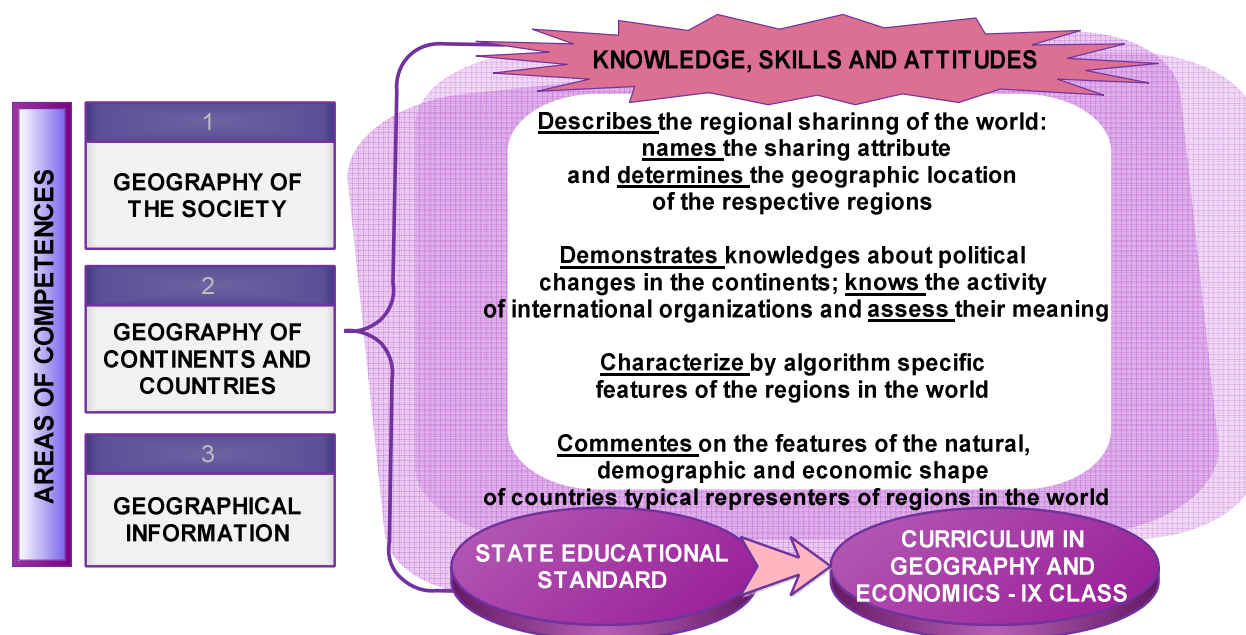 AREAS OF COMPETENCES
1
GEOGRAPHY OF
THE SOCIETY
2
GEOGRAPHY OF
CONTINENTS AND
COUNTRIES
3
GEOGRAPHICAL
INFORMATION
KNOWLEDGE, SKILLS AND ATTITUDES
Describes the regional sharinng of the world:
names the sharing attribute
and determines the geographic location
of the respective regions
Demonstrates knowledges about political
changes in the continents; knows the activity
of international organizations and assess their meaning
Characterize by algorithm specific
features of the regions in the world
Commentes on the features of the natural,
demographic and economic shape
of countries typical representers of regions in the world
STATE EDUCATIONAL
STANDARD
CURRICULUM IN
GEOGRAPHY AND
ECONOMICS - IX CLASS